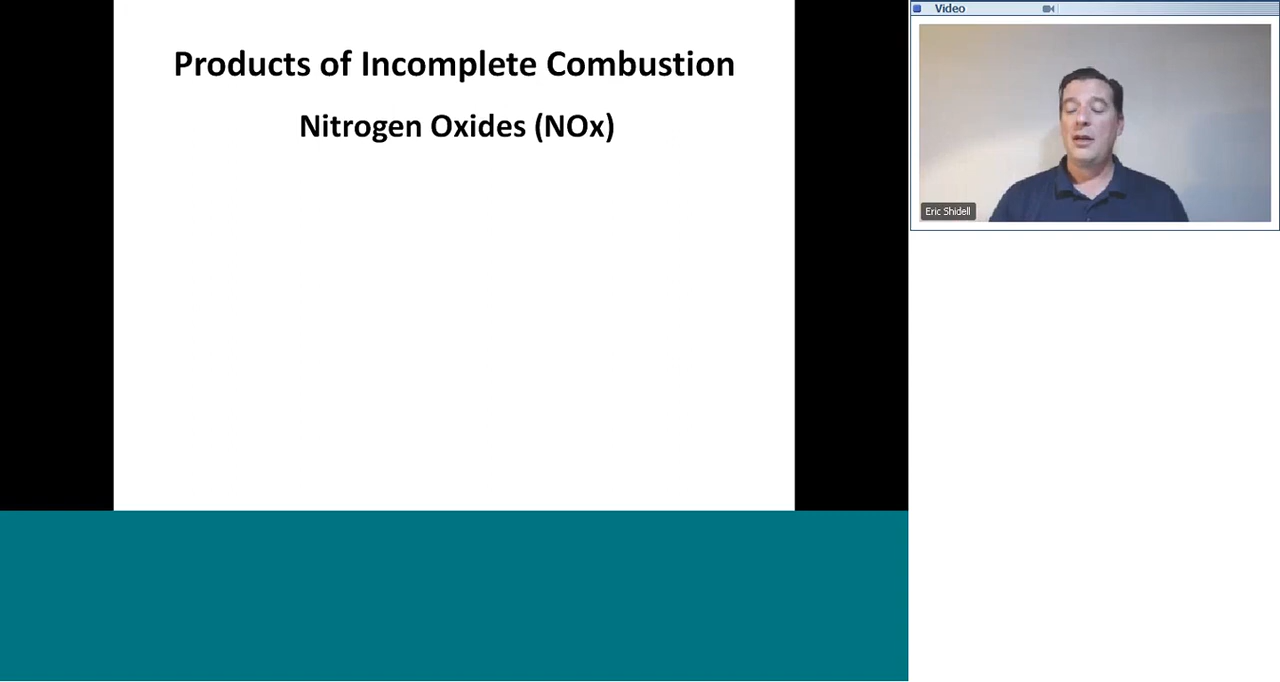 Products of Incomplete Combustion
Nitrogen Oxides (NOx)
Video
Eric Shidell